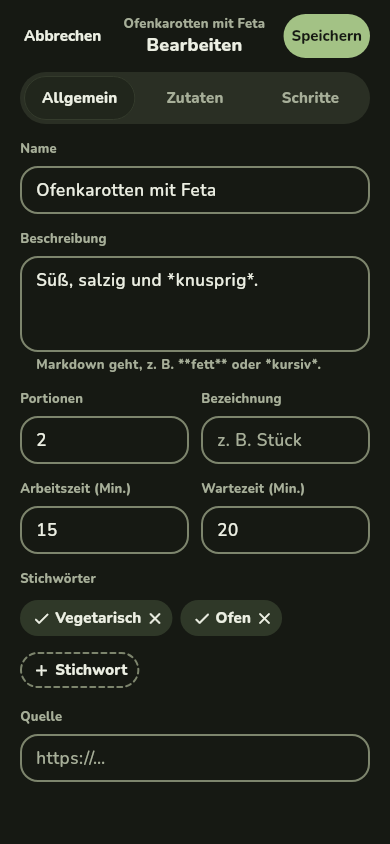 Abbrechen
Ofenkarotten mit Feta
Bearbeiten
Speichern
Allgemein
Zutaten
Schritte
Name
Ofenkarotten mit Feta
Beschreibung
Süß, salzig und *knusprig*.
Markdown geht, z. B. **fett** oder *kursiv*.
Portionen
Bezeichnung
2
z. B. Stück
Arbeitszeit (Min.)
Wartezeit (Min.)
15
20
Stichwörter
Vegetarisch
Ofen
+ Stichwort
Quelle
https://...